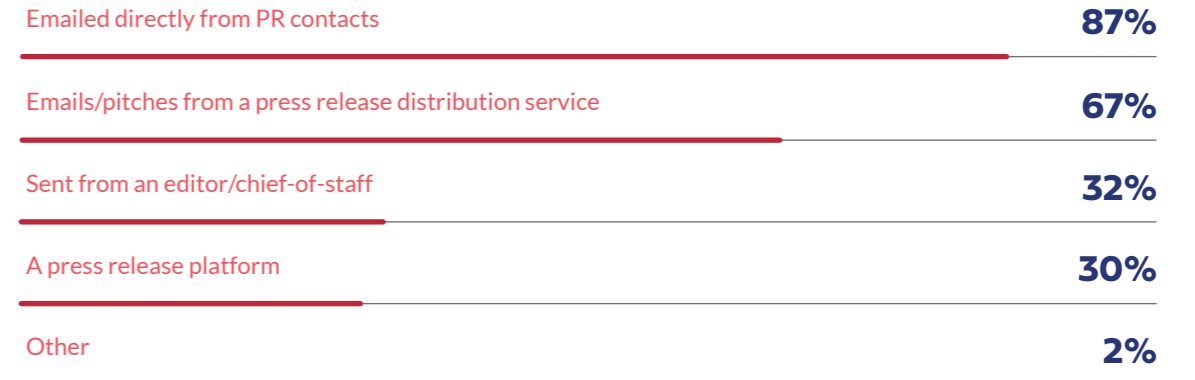 Emailed directly from PR contacts 87%
Emails/pitches from a press release distribution service 67%
Sent from an editor/chief-of-staff 32%
A press release platform 30%
Other 2%